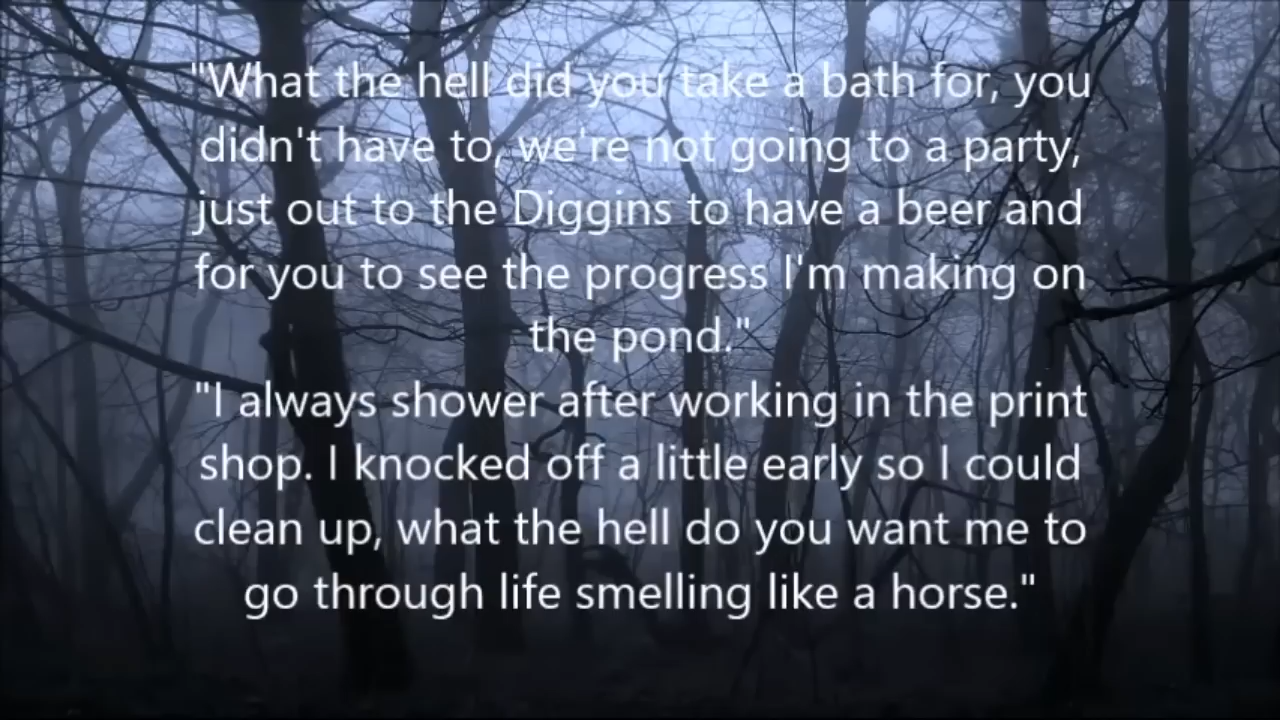 "What the hell did you take a bath for, you
didn't have to, we're not going to a party,
just out to the Diggins to have a beer and
for you to see the progress I'm making on
the pond."
"I always shower after working in the print
shop. I knocked off a little early so I could
clean up, what the hell do you want me to
go through life smelling like a horse."